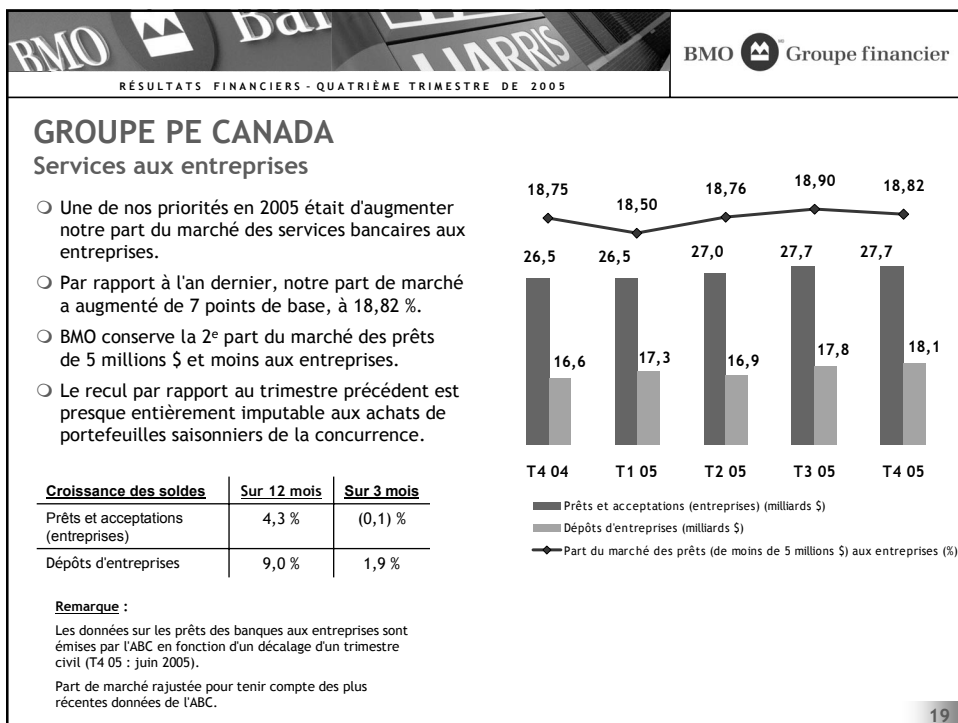 BMO
Ba
HARRIS
BMO Groupe financier
RÉSULTATS FINANCIERS - QUATRIÈME TRIMESTRE DE 2005
GROUPE PE CANADA
Services aux entreprises
Une de nos priorités en 2005 était d'augmenter
notre part du marché des services bancaires aux
entreprises.
Par rapport à l'an dernier, notre part de marché
a augmenté de 7 points de base, à 18,82 %.
BMO conserve la 2e part du marché des prêts
de 5 millions $ et moins aux entreprises.
Le recul par rapport au trimestre précédent est
presque entièrement imputable aux achats de
portefeuilles saisonniers de la concurrence.
Croissance des soldes Sur 12 mois Sur 3 mois
Prêts et acceptations
(entreprises) 4,3 % (0,1) %
Dépôts d'entreprises 9,0 % 1,9 %
Remarque :
Les données sur les prêts des banques aux entreprises sont
émises par l'ABC en fonction d'un décalage d'un trimestre
civil (T4 05 : juin 2005).
Part de marché rajustée pour tenir compte des plus
récentes données de l'ABC.
18,75 18,50 18,76 18,90 18,82
26,5 26,5 27,0 27,7 27,7
16,6 17,3 16,9 17,8 18,1
T4 04 T1 05 T2 05 T3 05 T4 05
Prêts et acceptations (entreprises) (milliards $)
Dépôts d'entreprises (milliards $)
Part du marché des prêts (de moins de 5 millions $) aux entreprises (%)
19